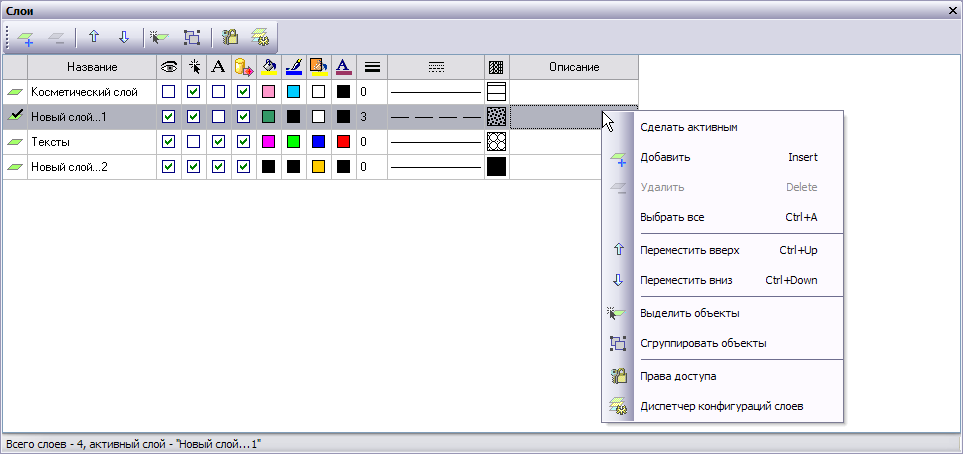 Слои
Название
Описание
Косметический слой 0
Новый слой...1 3
Тексты 0
Новый слой...2 0
Сделать активным
Добавить Insert
Удалить Delete
Выбрать все Ctrl+A
Переместить вверх Ctrl+Up
Переместить вниз Ctrl+Down
Выделить объекты
Сгруппировать объекты
Права доступа
Диспетчер конфигураций слоев
Всего слоев - 4, активный слой - "Новый слой...1"